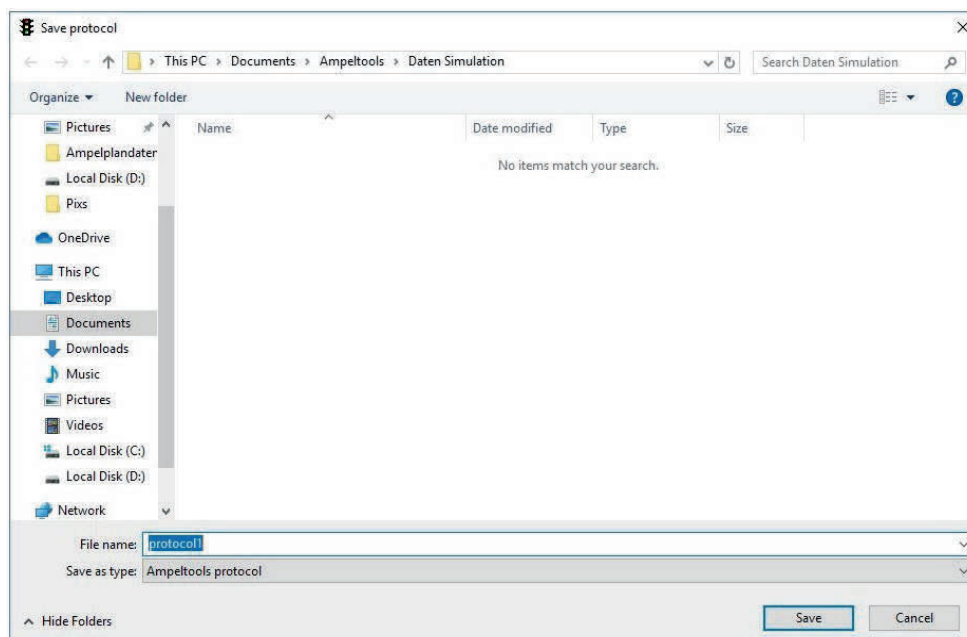 Save protocol
This PC > Documents > Ampeltools > Daten Simulation
Search Daten Simulation
Organize
New folder
Name
Date modified
Type
Size
No items match your search.
Pictures
Ampelplandaten
Local Disk (D:)
Pixs
OneDrive
This PC
Desktop
Documents
Downloads
Music
Pictures
Videos
Local Disk (C:)
Local Disk (D:)
Network
File name: protocol1
Save as type: Ampeltools protocol
Hide Folders
Save
Cancel